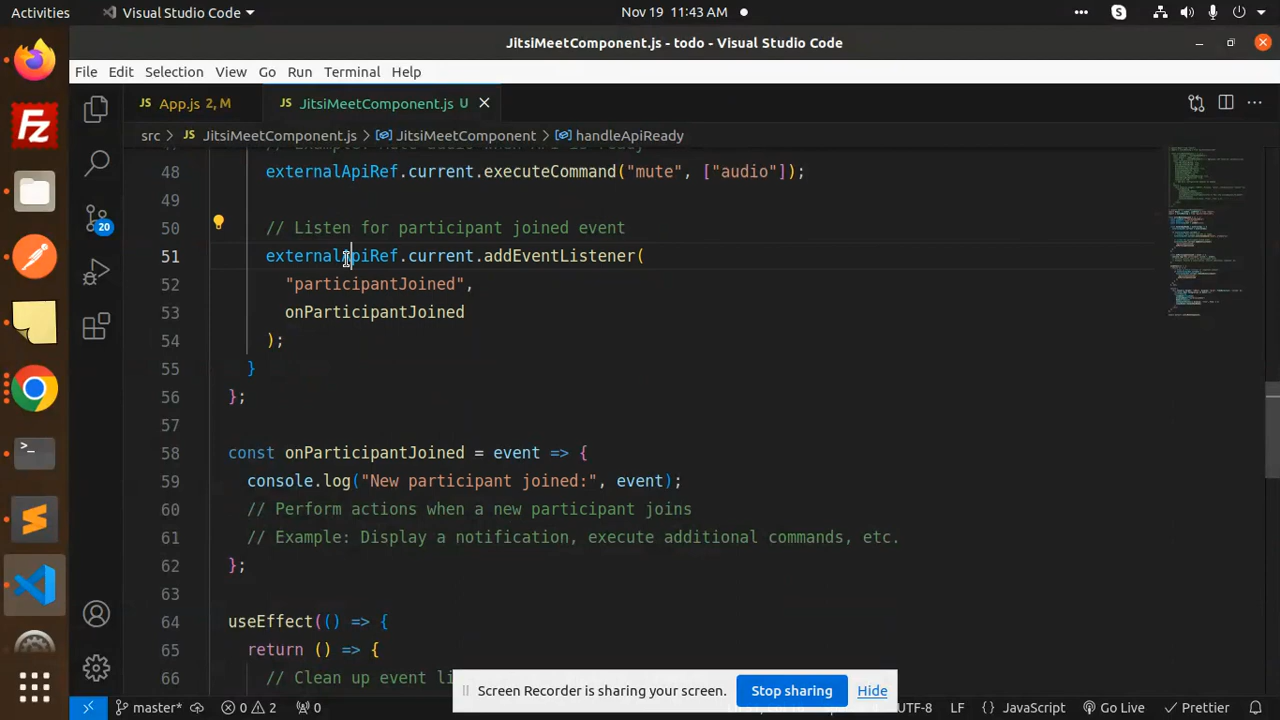 Activities Visual Studio Code Nov 19 11:43 AM
JitsiMeetComponent.js - todo - Visual Studio Code
File Edit Selection View Go Run Terminal Help
JS App.js 2, M JS JitsiMeetComponent.js U
src > JS JitsiMeetComponent.js > JitsiMeetComponent > handleApiReady
48 externalApiRef.current.executeCommand("mute", ["audio"]);
49
50 // Listen for participant joined event
51 externalApiRef.current.addEventListener(
52 "participantJoined",
53 onParticipantJoined
54 );
55 }
56 };
57
58 const onParticipantJoined = event => {
59 console.log("New participant joined:", event);
60 // Perform actions when a new participant joins
61 // Example: Display a notification, execute additional commands, etc.
62 };
63
64 useEffect(() => {
65 return () => {
66 // Clean up event li
20
Screen Recorder is sharing your screen. Stop sharing Hide
master* 0 2 0 UTF-8 LF {} JavaScript Go Live Prettier